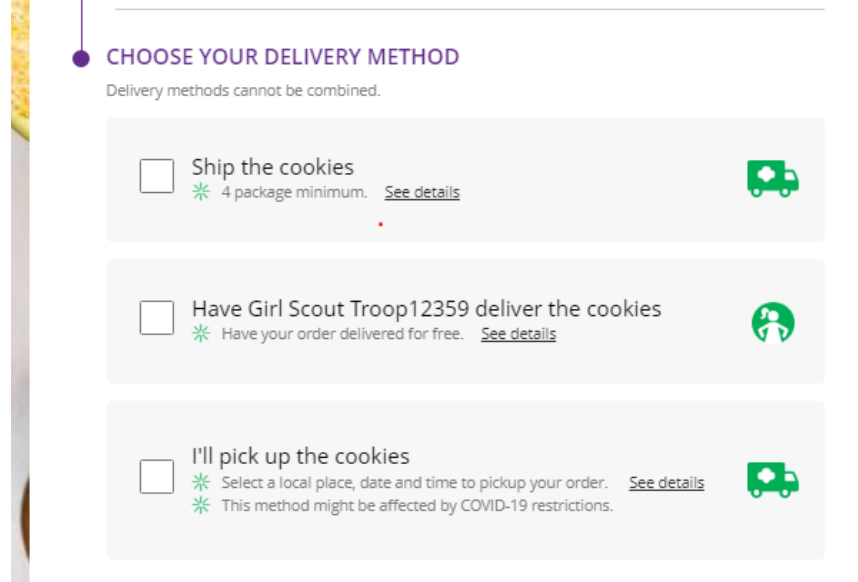 CHOOSE YOUR DELIVERY METHOD
Delivery methods cannot be combined.
Ship the cookies
4 package minimum. See details
Have Girl Scout Troop12359 deliver the cookies
Have your order delivered for free. See details
I'll pick up the cookies
Select a local place, date and time to pickup your order. See details
This method might be affected by COVID-19 restrictions.